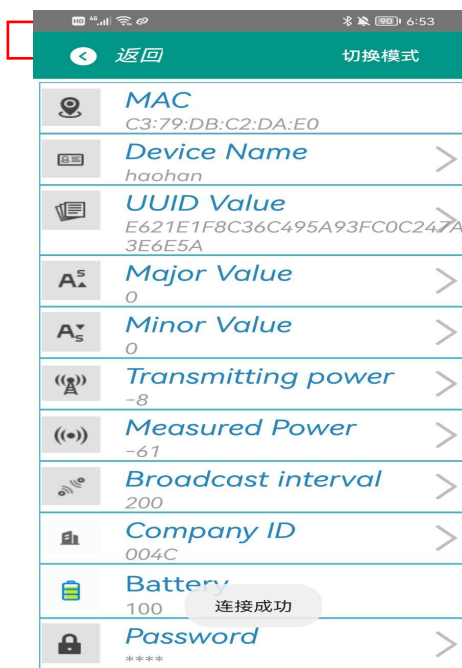 HD 4G 90 6:53
返回 切换模式
MAC
C3:79:DB:C2:DA:E0
Device Name
haohan
UUID Value
E621E1F8C36C495A93FC0C247A
3E6E5A
Major Value
0
Minor Value
0
Transmitting power
-8
Measured Power
-61
Broadcast interval
200
Company ID
004C
Battery
100
连接成功
Password
****